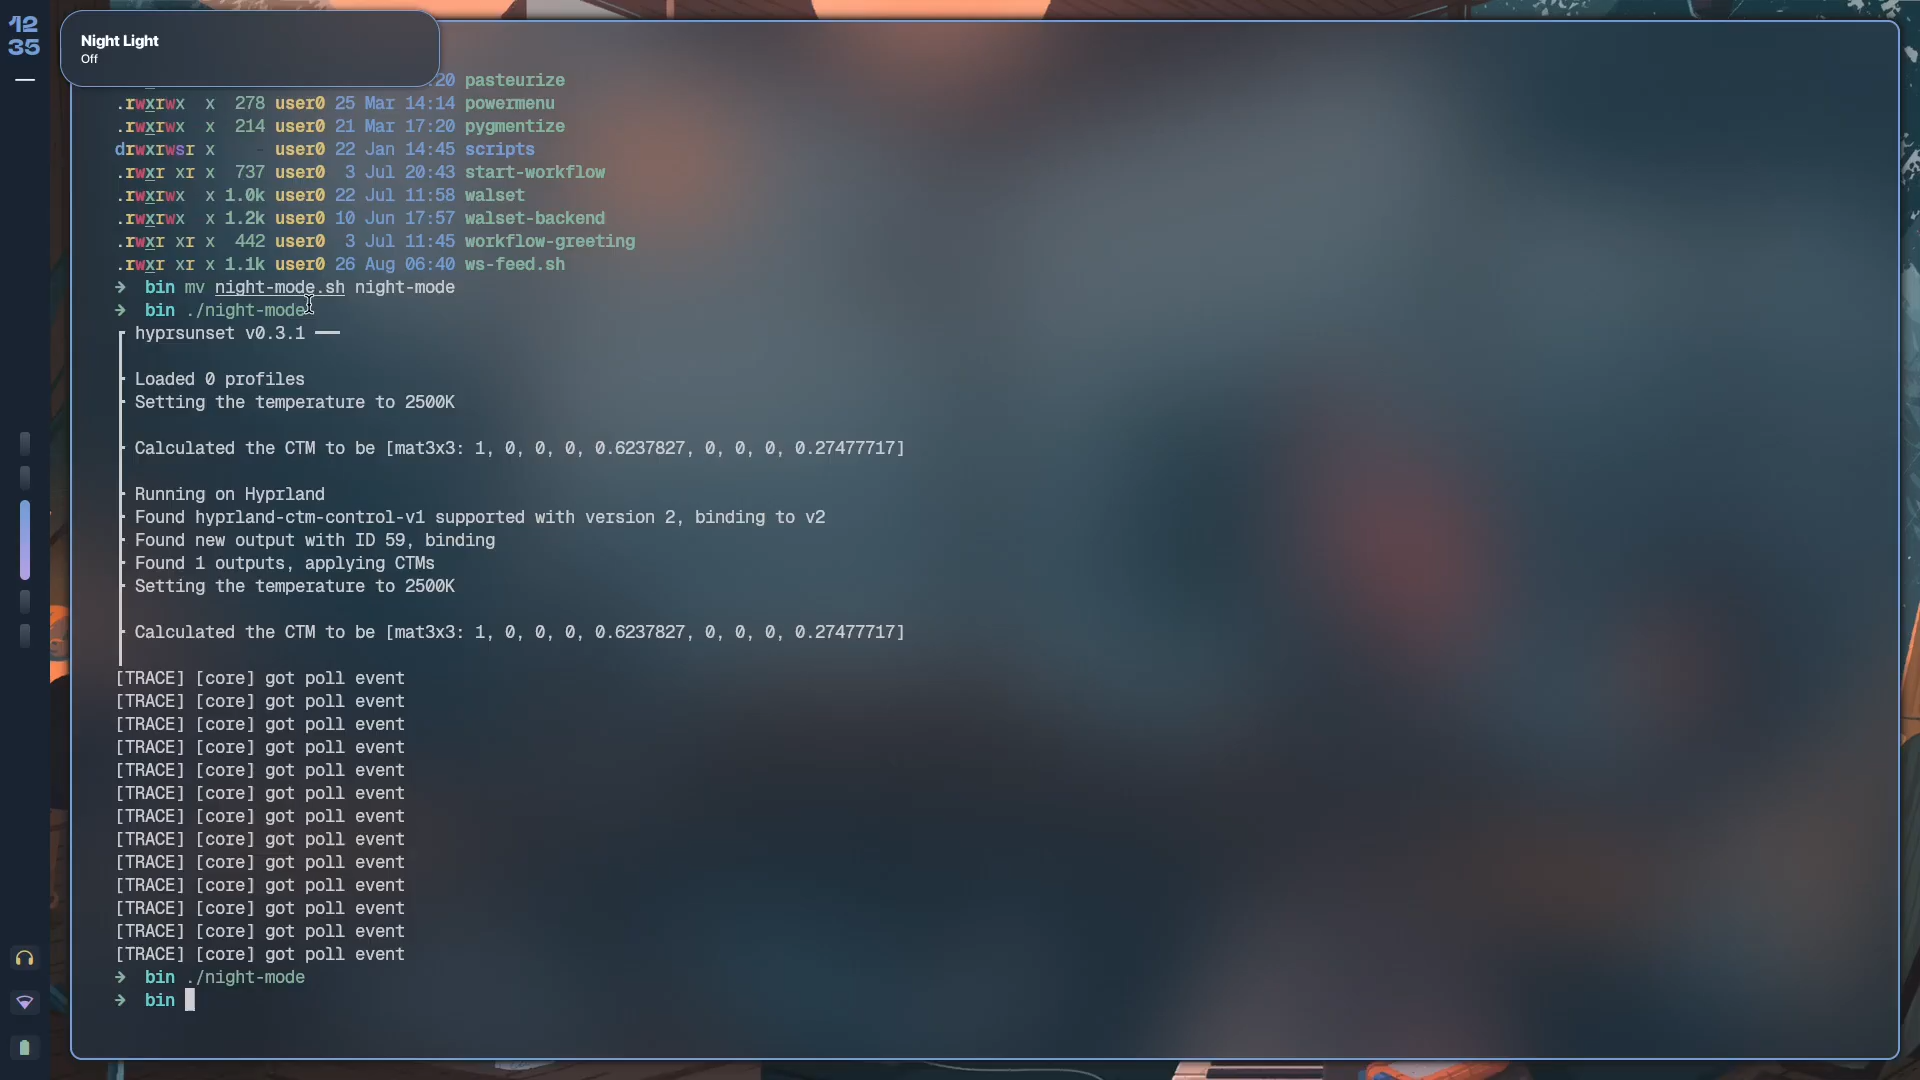 12
35
Night Light
Off
20 pasteurize
.rwxrwx x 278 user0 25 Mar 14:14 powermenu
.rwxrwx x 214 user0 21 Mar 17:20 pygmentize
drwxrwsr x - user0 22 Jan 14:45 scripts
.rwxr xr x 737 user0 3 Jul 20:43 start-workflow
.rwxrwx x 1.0k user0 22 Jul 11:58 walset
.rwxrwx x 1.2k user0 10 Jun 17:57 walset-backend
.rwxr xr x 442 user0 3 Jul 11:45 workflow-greeting
.rwxr xr x 1.1k user0 26 Aug 06:40 ws-feed.sh
→ bin mv night-mode.sh night-mode
→ bin ./night-mode
hyprsunset v0.3.1 ──
Loaded 0 profiles
Setting the temperature to 2500K
Calculated the CTM to be [mat3x3: 1, 0, 0, 0, 0.6237827, 0, 0, 0, 0.27477717]
Running on Hyprland
Found hyprland-ctm-control-v1 supported with version 2, binding to v2
Found new output with ID 59, binding
Found 1 outputs, applying CTMs
Setting the temperature to 2500K
Calculated the CTM to be [mat3x3: 1, 0, 0, 0, 0.6237827, 0, 0, 0, 0.27477717]
[TRACE] [core] got poll event
[TRACE] [core] got poll event
[TRACE] [core] got poll event
[TRACE] [core] got poll event
[TRACE] [core] got poll event
[TRACE] [core] got poll event
[TRACE] [core] got poll event
[TRACE] [core] got poll event
[TRACE] [core] got poll event
[TRACE] [core] got poll event
[TRACE] [core] got poll event
[TRACE] [core] got poll event
[TRACE] [core] got poll event
→ bin ./night-mode
→ bin